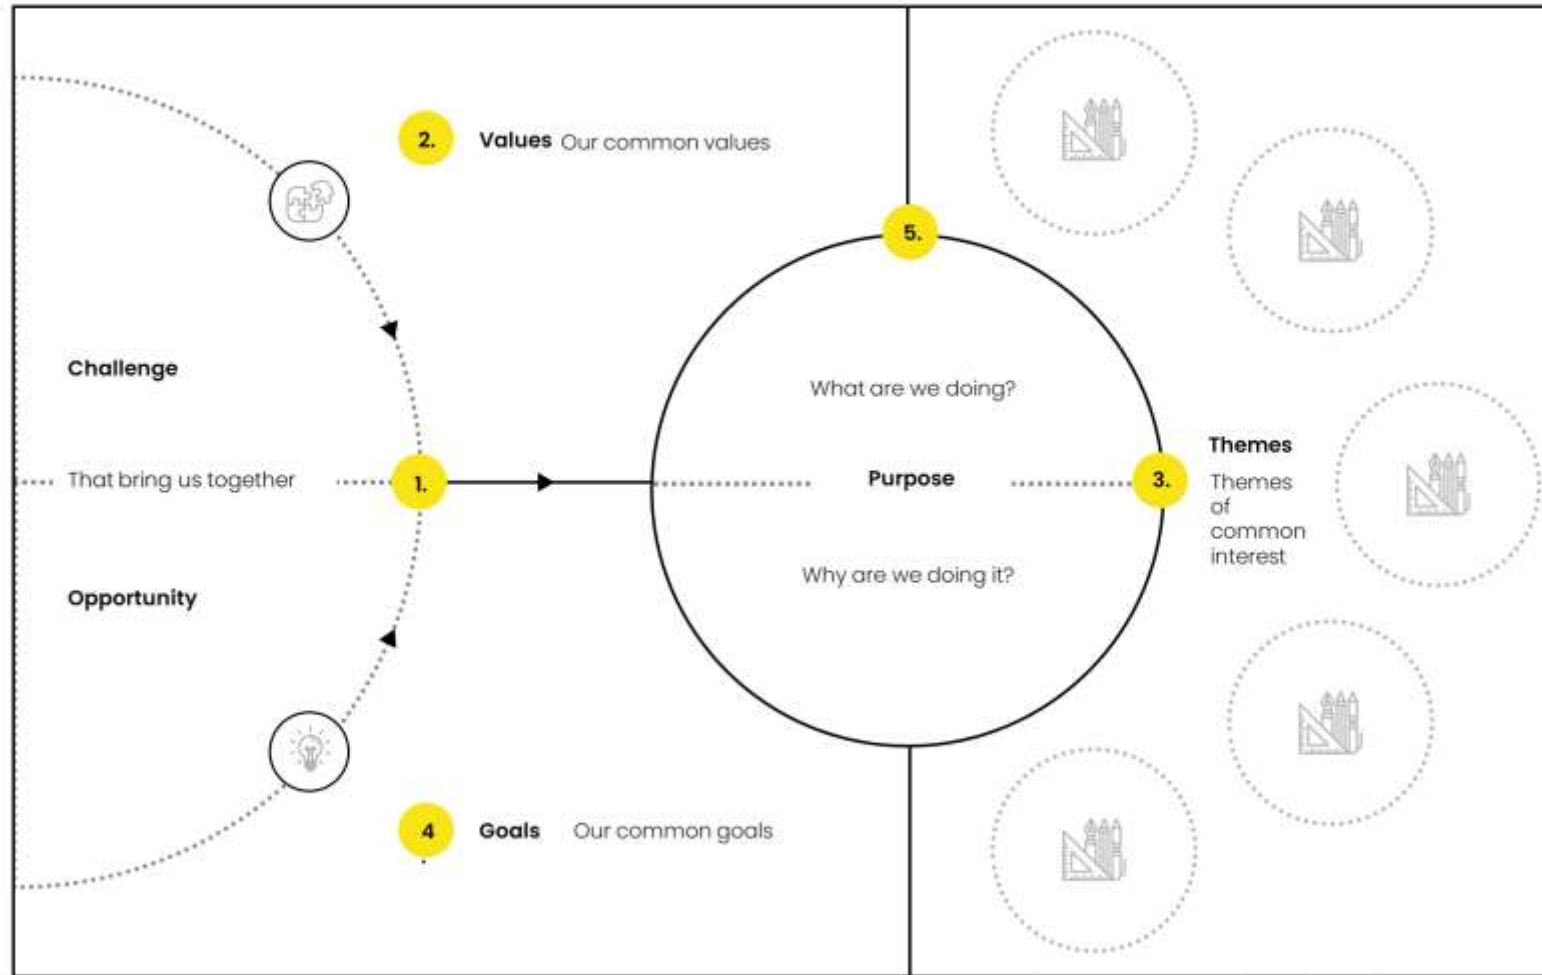 2.
Values Our common values
5.
Challenge
What are we doing?
Themes
That bring us together
1.
Purpose
3.
Themes
of
common
interest
Why are we doing it?
Opportunity
4
.
Goals Our common goals